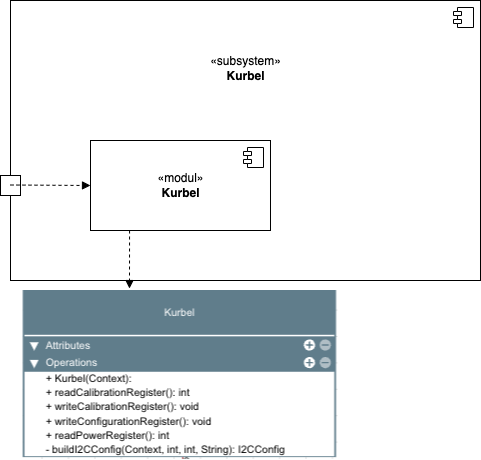 «subsystem»
Kurbel
«modul»
Kurbel
Kurbel
Attributes
Operations
+ Kurbel(Context):
+ readCalibrationRegister(): int
+ writeCalibrationRegister(): void
+ writeConfigurationRegister(): void
+ readPowerRegister(): int
- buildI2CConfig(Context, int, int, String): I2CConfig